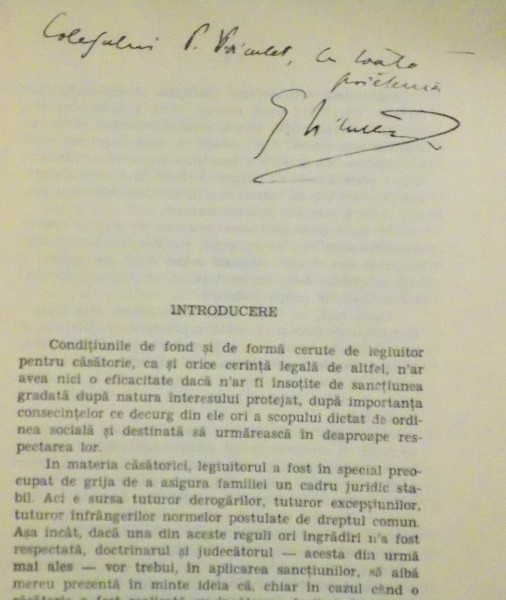 Colegului P. Vâiculet, cu toată
prietenia
INTRODUCERE
Condițiunile de fond și de formă cerute de legiuitor
pentru căsătorie, ca și orice cerință legală de altfel, n'ar
avea nici o eficacitate dacă n'ar fi însoțite de sancțiunea
gradată după natura interesului protejat, după importanța
consecințelor ce decurg din ele ori a scopului dictat de ordi-
nea socială și destinată să urmărească în deaproape res-
pectarea lor.
In materia căsătoriei, legiuitorul a fost în special preo-
cupat de grija de a asigura familiei un cadru juridic sta-
bil. Aci e sursa tuturor derogărilor, tuturor excepțiunilor,
tuturor înfrângerilor normelor postulate de dreptul comun.
Așa încât, dacă una din aceste reguli ori îngrădiri n'a fost
respectată, doctrinarul și judecătorul — acesta din urmă
mai ales — vor trebui, în aplicarea sancțiunilor, să aibă
mereu prezentă în minte ideia că, chiar în cazul când o
căsătorie a fost